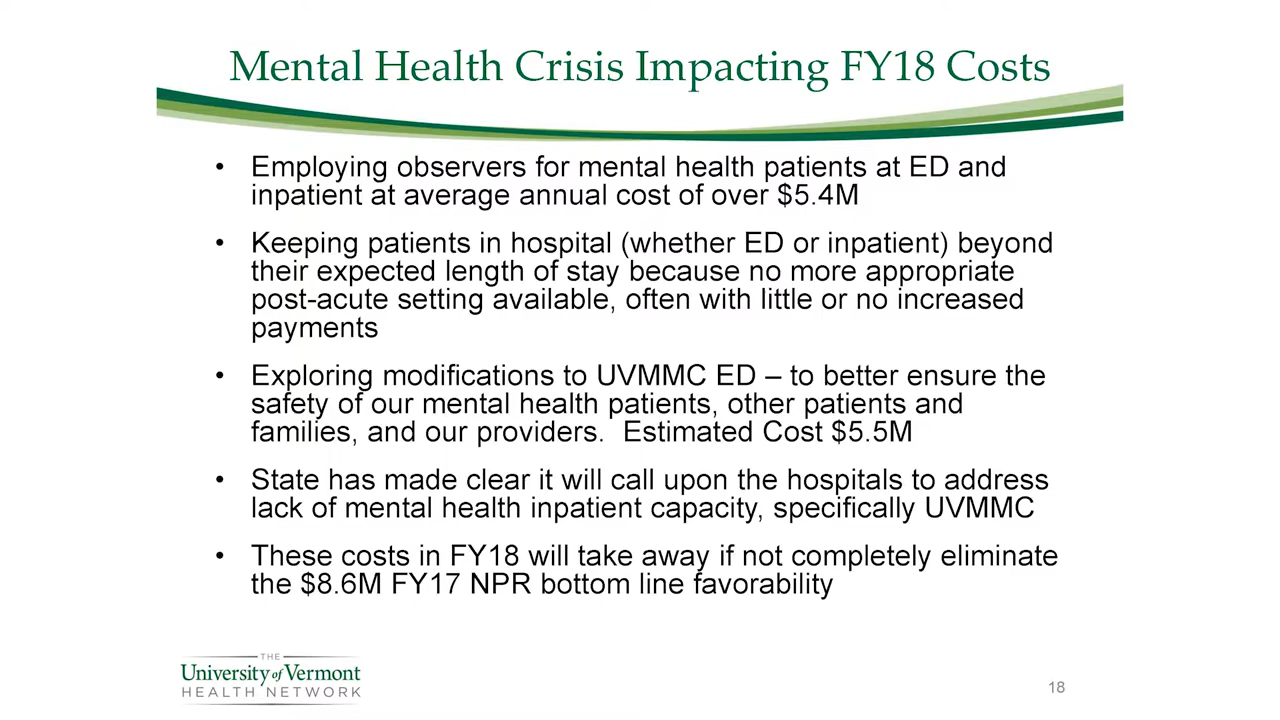 Mental Health Crisis Impacting FY18 Costs
• Employing observers for mental health patients at ED and
inpatient at average annual cost of over $5.4M
• Keeping patients in hospital (whether ED or inpatient) beyond
their expected length of stay because no more appropriate
post-acute setting available, often with little or no increased
payments
• Exploring modifications to UVMMC ED – to better ensure the
safety of our mental health patients, other patients and
families, and our providers.  Estimated Cost $5.5M
• State has made clear it will call upon the hospitals to address
lack of mental health inpatient capacity, specifically UVMMC
• These costs in FY18 will take away if not completely eliminate
the $8.6M FY17 NPR bottom line favorability
THE
University of Vermont
HEALTH NETWORK
18